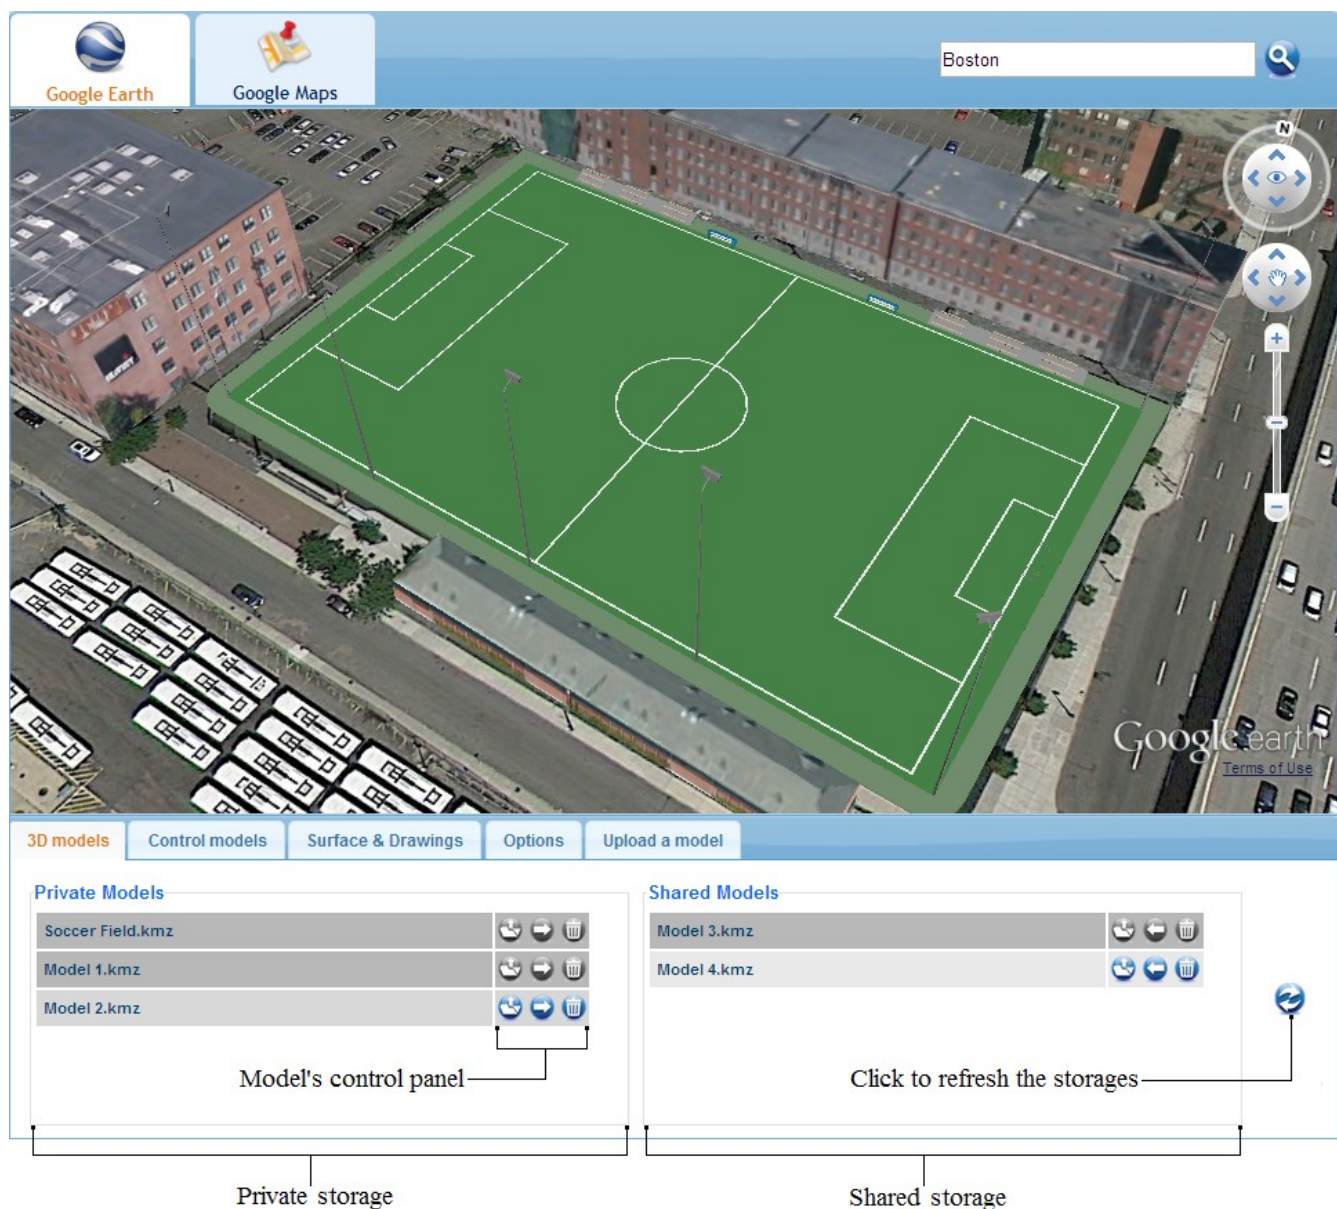 Google Earth
Google Maps
Boston
N
Google earth
Terms of Use
3D models
Control models
Surface & Drawings
Options
Upload a model
Private Models
Soccer Field.kmz
Model 1.kmz
Model 2.kmz
Shared Models
Model 3.kmz
Model 4.kmz
Model's control panel
Click to refresh the storages
Private storage
Shared storage